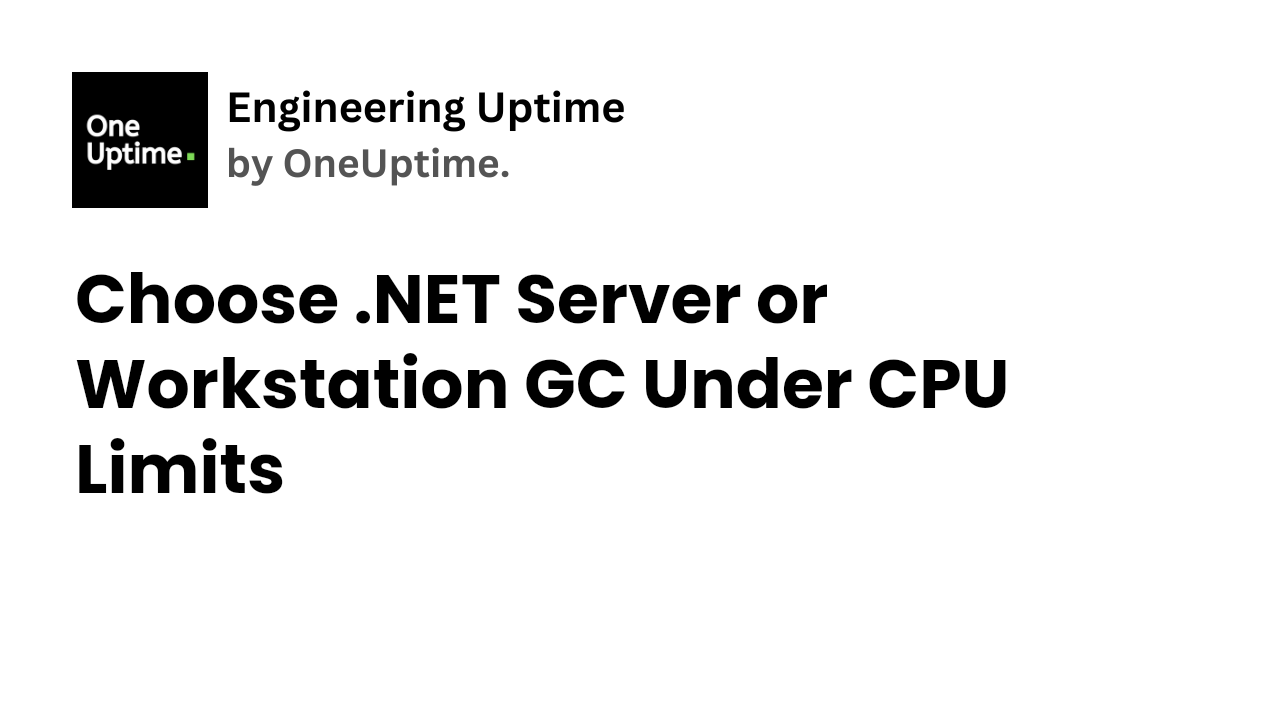 One
Uptime
Engineering Uptime
by OneUptime.
Choose .NET Server or
Workstation GC Under CPU
Limits